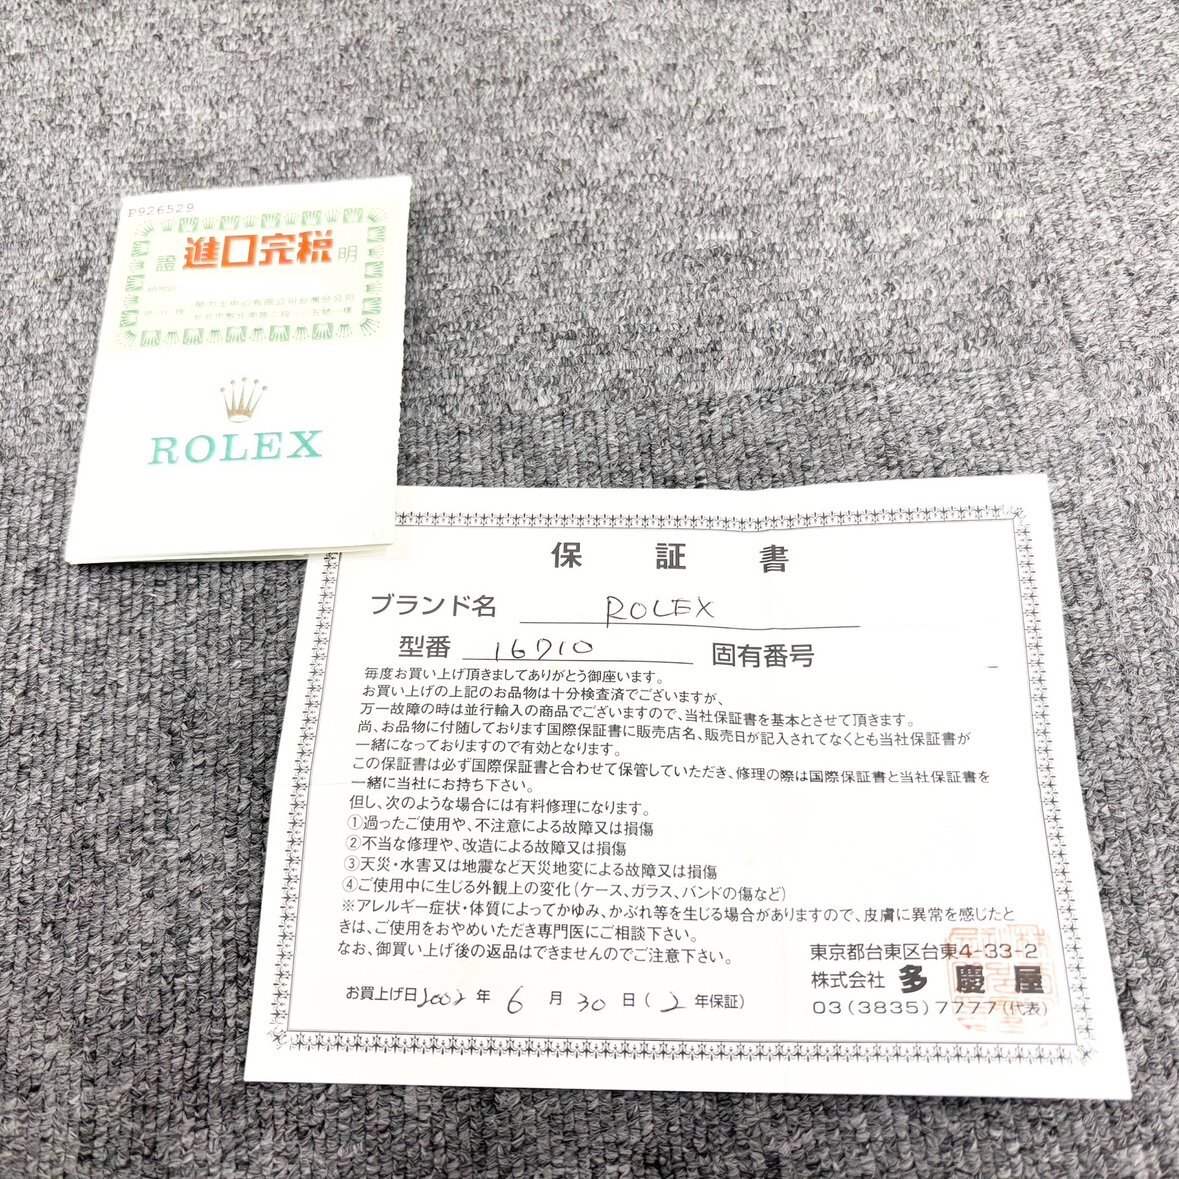 P926529
進口完稅
證 明
勞力士中心有限公司台灣分公司
ROLEX
保証書
ブランド名 ROLEX
型番 16710 固有番号
毎度お買い上げ頂きましてありがとう御座います。
お買い上げの上記のお品物は十分検査済でございますが、
万一故障の時は並行輸入の商品でございますので、当社保証書を基本とさせて頂きます。
尚、お品物に付随しております国際保証書に販売店名、販売日が記入されてなくとも当社保証書が
一緒になっておりますので有効となります。
この保証書は必ず国際保証書と合わせて保管していただき、修理の際は国際保証書と当社保証書を
一緒に当社にお持ち下さい。
但し、次のような場合には有料修理になります。
①過ったご使用や、不注意による故障又は損傷
②不当な修理や、改造による故障又は損傷
③天災・水害又は地震など天災地変による故障又は損傷
④ご使用中に生じる外観上の変化(ケース、ガラス、バンドの傷など)
※アレルギー症状・体質によってかゆみ、かぶれ等を生じる場合がありますので、皮膚に異常を感じたと
きは、ご使用をおやめいただき専門医にご相談下さい。
なお、御買い上げ後の返品はできませんのでご注意下さい。
お買上げ日2002年 6月 30日(2年保証)
東京都台東区台東4-33-2
株式会社 多慶屋
03(3835)7777(代表)